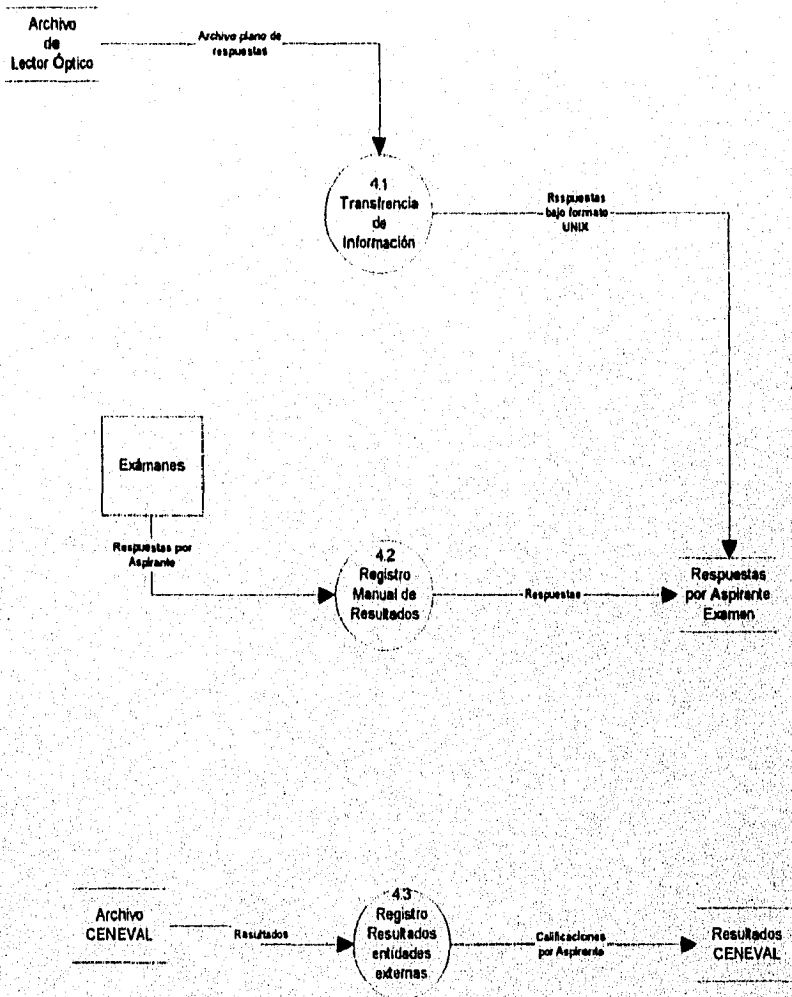 Archivo
de
Lector Óptico
Archivo plano de
respuestas
4.1
Transfrencia
de
Información
Respuestas
bajo formato
UNIX
Exámanes
Respuestas por
Aspirante
4.2
Registro
Manual de
Resultados
Respuestas
Respuestas
por Aspirante
Examen
Archivo
CENEVAL
Resultados
4.3
Registro
Resultados
entidades
externas
Calificaciones
por Aspirante
Resultados
CENEVAL